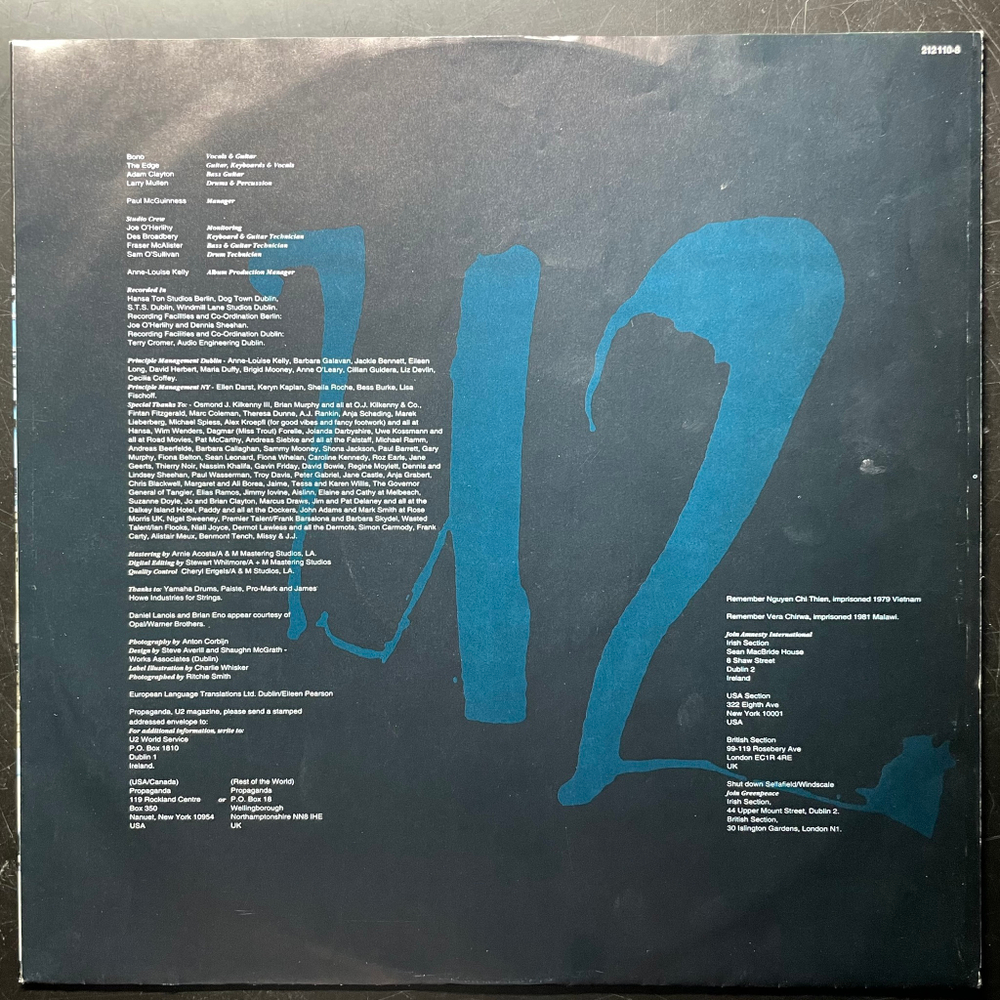 212 110-8
Bono Vocals & Guitar
The Edge Guitar, Keyboards & Vocals
Adam Clayton Bass Guitar
Larry Mullen Drums & Percussion
Paul McGuinness Manager
Studio Crew
Joe O'Herlihy Monitoring
Des Broadbery Keyboard & Guitar Technician
Fraser McAlister Bass & Guitar Technician
Sam O'Sullivan Drum Technician
Anne-Louise Kelly Album Production Manager
Recorded In
Hansa Ton Studios Berlin, Dog Town Dublin,
S.T.S. Dublin, Windmill Lane Studios Dublin.
Recording Facilities and Co-Ordination Berlin:
Joe O'Herlihy and Dennis Sheehan.
Recording Facilities and Co-Ordination Dublin:
Terry Cromer, Audio Engineering Dublin.
Principle Management Dublin - Anne-Louise Kelly, Barbara Galavan, Jackie Bennett, Eileen
Long, David Herbert, Maria Duffy, Brigid Mooney, Anne O'Leary, Cillian Guidera, Liz Devlin,
Cecilia Coffey.
Principle Management NY - Ellen Darst, Keryn Kaplan, Sheila Roche, Bess Burke, Lisa
Fischoff.
Special Thanks To: - Osmond J. Kilkenny III, Brian Murphy and all at O.J. Kilkenny & Co.,
Fintan Fitzgerald, Marc Coleman, Theresa Dunne, A.J. Rankin, Anja Scheding, Marek
Lieberberg, Michael Spiess, Alex Kroepfl (for good vibes and fancy footwork) and all at
Hansa, Wim Wenders, Dagmar (Miss Trout) Forelle, Jolanda Darbyshire, Uwe Kossmann and
all at Road Movies, Pat McCarthy, Andreas Siebke and all at the Falstaff, Michael Ramm,
Andreas Beerfelde, Barbara Callaghan, Sammy Mooney, Shona Jackson, Paul Barrett, Gary
Murphy, Fiona Belton, Sean Leonard, Fiona Whelan, Caroline Kennedy, Roz Earls, Jane
Geerts, Thierry Noir, Nassim Khalifa, Gavin Friday, David Bowie, Regine Moylett, Dennis and
Lindsey Sheehan, Paul Wasserman, Troy Davis, Peter Gabriel, Jane Castle, Anja Grabert,
Chris Blackwell, Margaret and Ali Borea, Jaime, Tessa and Karen Wills, The Governor
General of Tangier, Elias Ramos, Jimmy Iovine, Aislinn, Elaine and Cathy at Melbeach,
Suzanne Doyle, Jo and Brian Clayton, Marcus Draws, Jim and Pat Delaney and all at the
Dalkey Island Hotel, Paddy and all at the Dockers, John Adams and Mark Smith at Rose
Morris UK, Nigel Sweeney, Premier Talent/Frank Barsalona and Barbara Skydel, Wasted
Talent/Ian Flooks, Niall Joyce, Dermot Lawless and all the Dermots, Simon Carmody, Frank
Carty, Alistair Meux, Benmont Tench, Missy & J.J.
Mastering by Arnie Acosta/A & M Mastering Studios, LA.
Digital Editing by Stewart Whitmore/A + M Mastering Studios
Quality Control Cheryl Engels/A & M Studios, LA.
Thanks to: Yamaha Drums, Paiste, Pro-Mark and James
Howe Industries for Strings.
Daniel Lanois and Brian Eno appear courtesy of
Opal/Warner Brothers.
Photography by Anton Corbijn
Design by Steve Averill and Shaughn McGrath -
Works Associates (Dublin)
Label Illustration by Charlie Whisker
Photographed by Ritchie Smith
European Language Translations Ltd. Dublin/Eileen Pearson
Propaganda, U2 magazine, please send a stamped
addressed envelope to:
For additional information, write to:
U2 World Service
P.O. Box 1810
Dublin 1
Ireland.
(USA/Canada) (Rest of the World)
Propaganda Propaganda
119 Rockland Centre or P.O. Box 18
Box 350 Wellingborough
Nanuet, New York 10954 Northamptonshire NN8 IHE
USA UK
U2
Remember Nguyen Chi Thien, imprisoned 1979 Vietnam
Remember Vera Chirwa, imprisoned 1981 Malawi.
Join Amnesty International
Irish Section
Sean MacBride House
8 Shaw Street
Dublin 2
Ireland
USA Section
322 Eighth Ave
New York 10001
USA
British Section
99-119 Rosebery Ave
London EC1R 4RE
UK
Shut down Sellafield/Windscale
Join Greenpeace
Irish Section,
44 Upper Mount Street, Dublin 2.
British Section,
30 Islington Gardens, London N1.